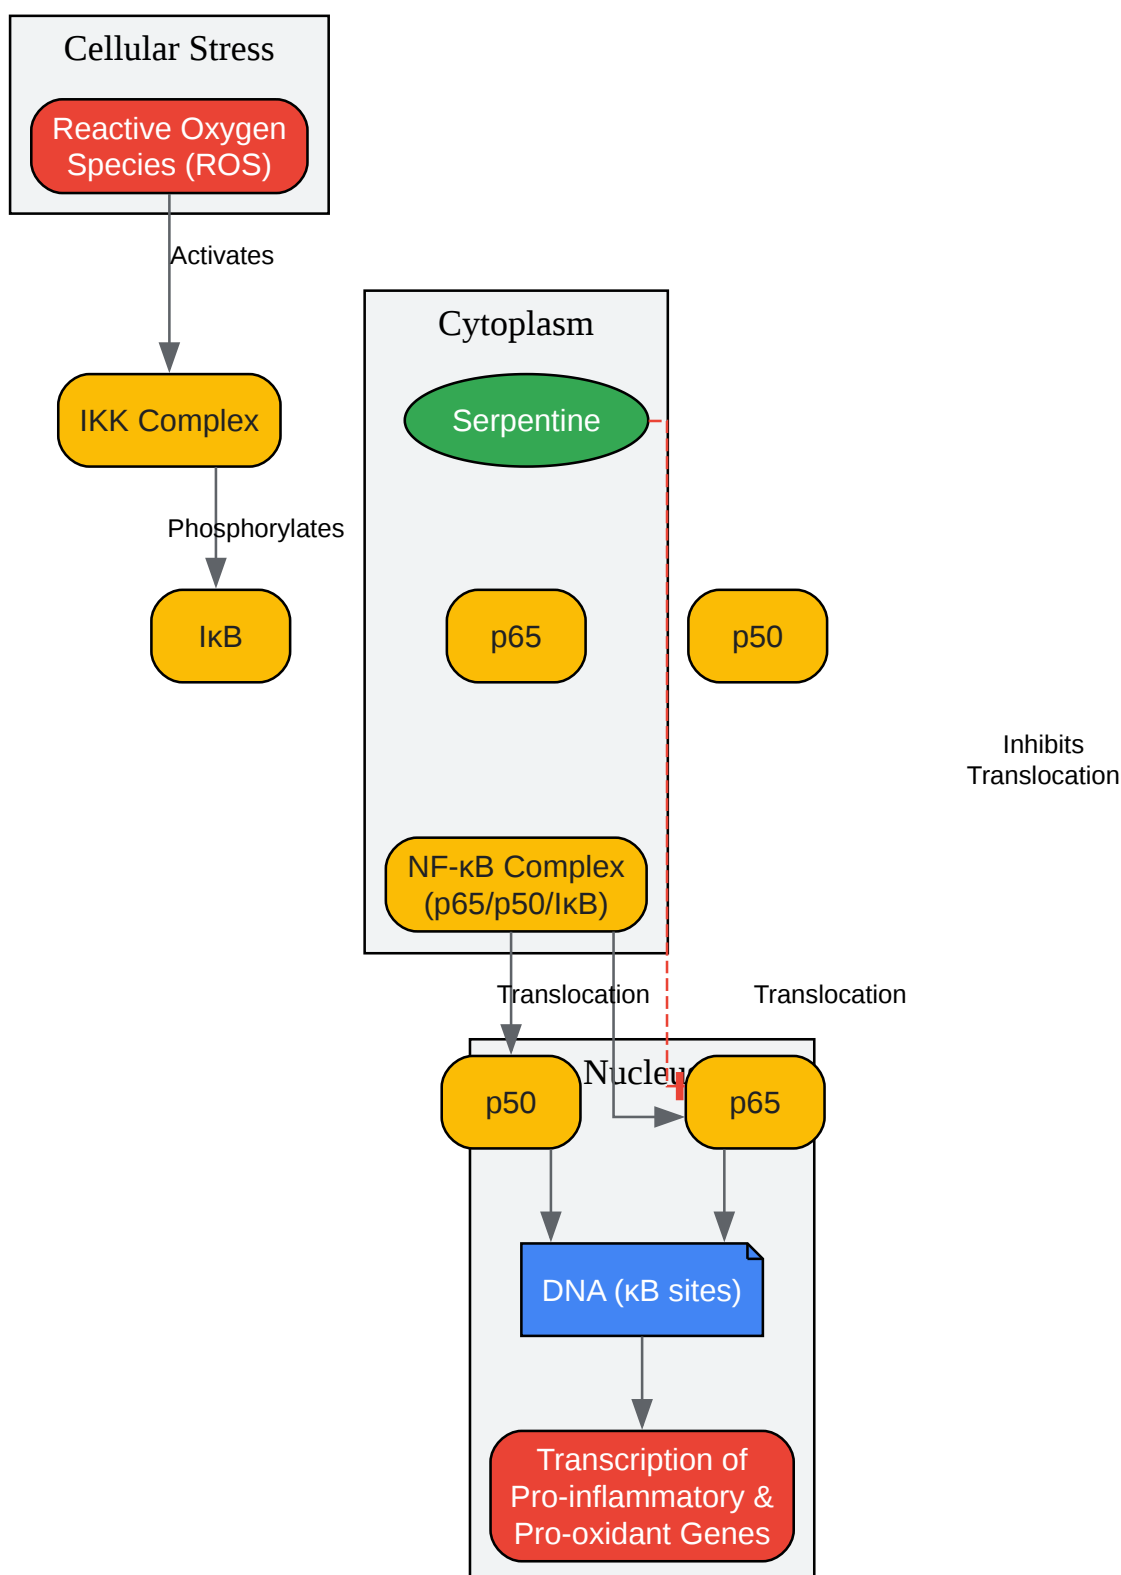 Cellular Stress
Reactive Oxygen
Species (ROS)
Activates
Cytoplasm
IKK Complex
Serpentine
Phosphorylates
IκB
p65
p50
Inhibits
Translocation
NF-κB Complex
(p65/p50/IκB)
Translocation
Translocation
Nucleus
p50
p65
DNA (κB sites)
Transcription of
Pro-inflammatory &
Pro-oxidant Genes